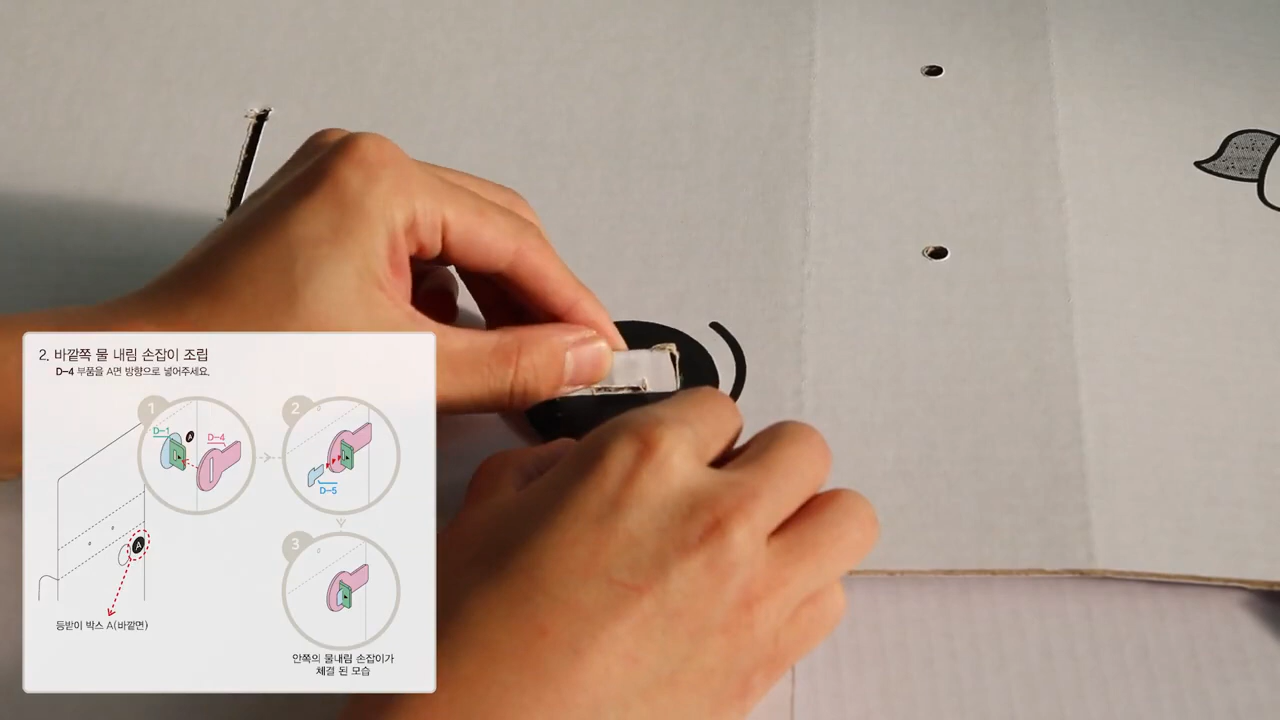 2. 바깥쪽 물 내림 손잡이 조립
D-4 부품을 A면 방향으로 넣어주세요.
1
D-1
A
D-4
2
D-5
3
A
등받이 박스 A(바깥면)
안쪽의 물내림 손잡이가
체결 된 모습